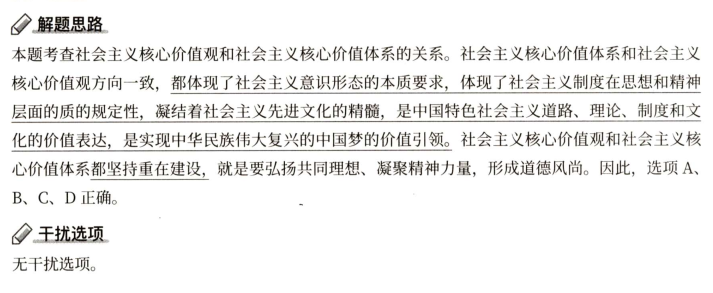 解题思路
本题考查社会主义核心价值观和社会主义核心价值体系的关系。社会主义核心价值体系和社会主义
核心价值观方向一致，都体现了社会主义意识形态的本质要求，体现了社会主义制度在思想和精神
层面的质的规定性，凝结着社会主义先进文化的精髓，是中国特色社会主义道路、理论、制度和文
化的价值表达，是实现中华民族伟大复兴的中国梦的价值引领。社会主义核心价值观和社会主义核
心价值体系都坚持重在建设，就是要弘扬共同理想、凝聚精神力量，形成道德风尚。因此，选项 A、
B、C、D 正确。
干扰选项
无干扰选项。